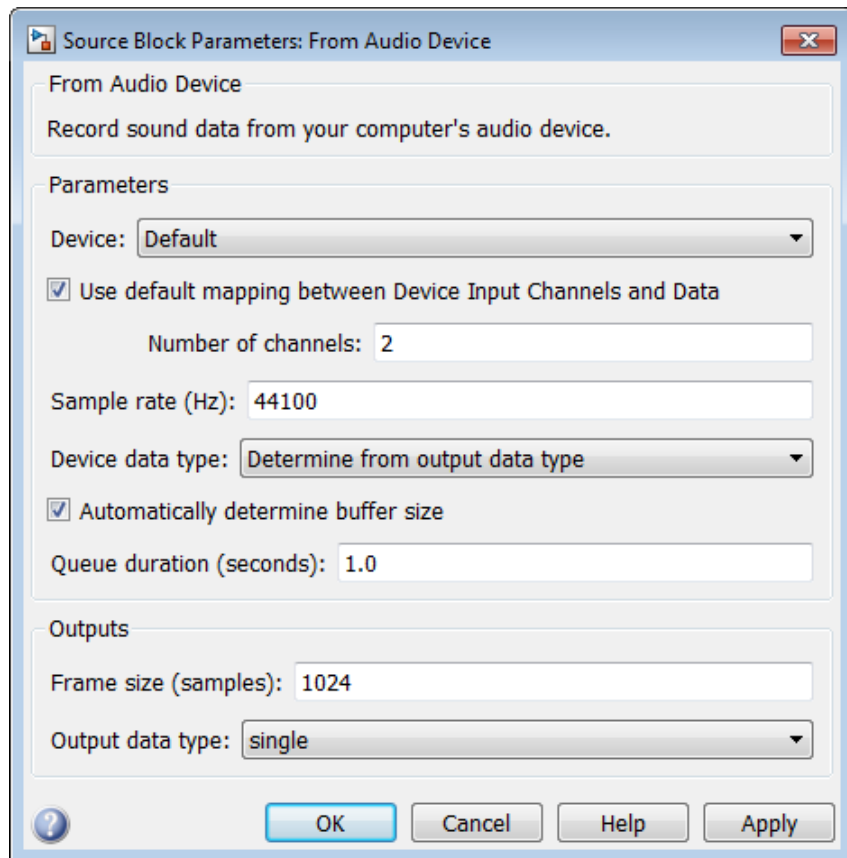 Source Block Parameters: From Audio Device
From Audio Device
Record sound data from your computer's audio device.
Parameters
Device: Default
Use default mapping between Device Input Channels and Data
Number of channels: 2
Sample rate (Hz): 44100
Device data type: Determine from output data type
Automatically determine buffer size
Queue duration (seconds): 1.0
Outputs
Frame size (samples): 1024
Output data type: single
? OK Cancel Help Apply